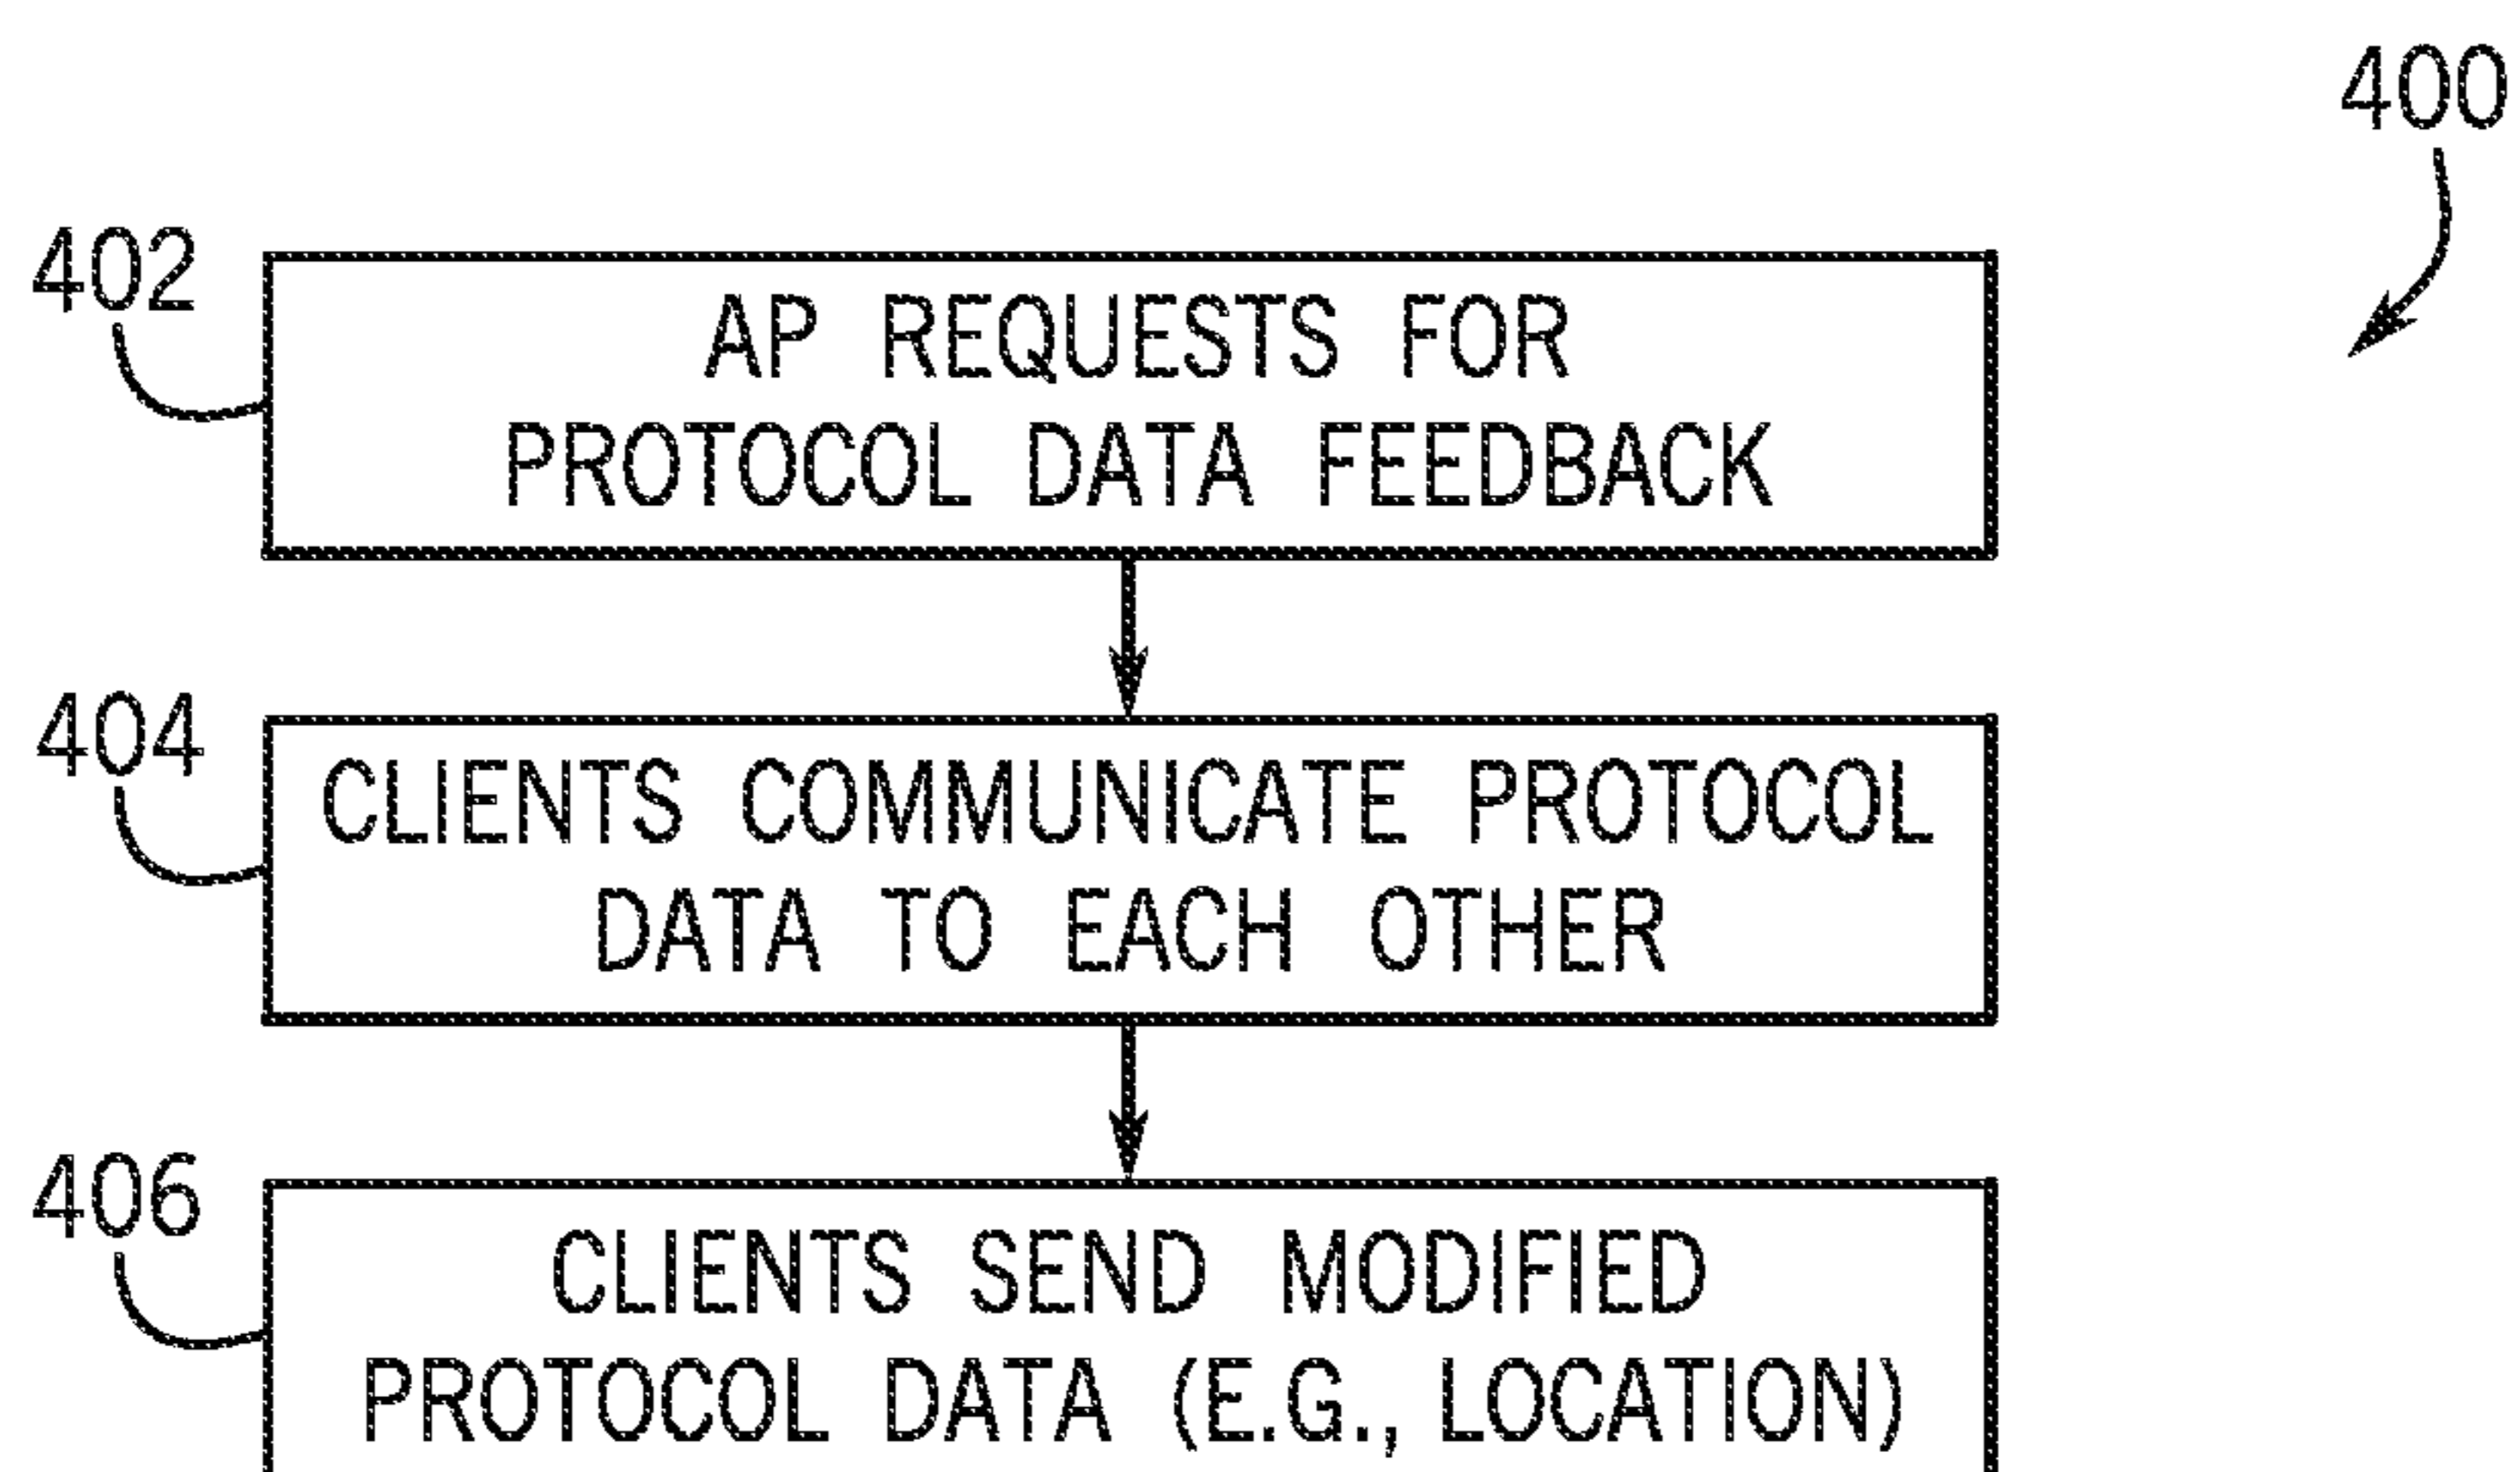 400
402
AP REQUESTS FOR
PROTOCOL DATA FEEDBACK
404
CLIENTS COMMUNICATE PROTOCOL
DATA TO EACH OTHER
406
CLIENTS SEND MODIFIED
PROTOCOL DATA (E.G., LOCATION)